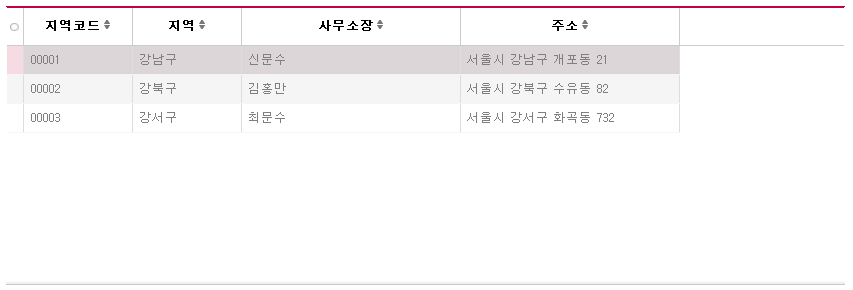 지역코드 지역 사무소장 주소
00001 강남구 신문수 서울시 강남구 개포동 21
00002 강북구 김홍만 서울시 강북구 수유동 82
00003 강서구 최문수 서울시 강서구 화곡동 732